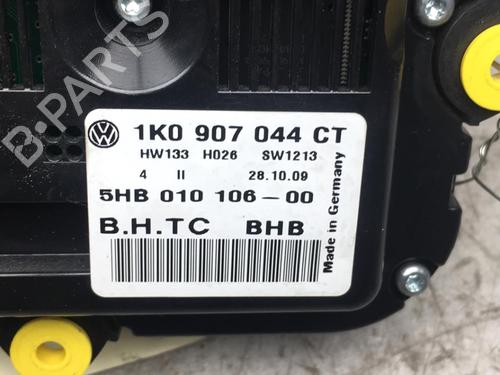 B-PARTS
1K0 907 044 CT
HW133 H026 SW1213
4 II 28.10.09
5HB 010 106-00
B.H.TC BHB
Made in Germany